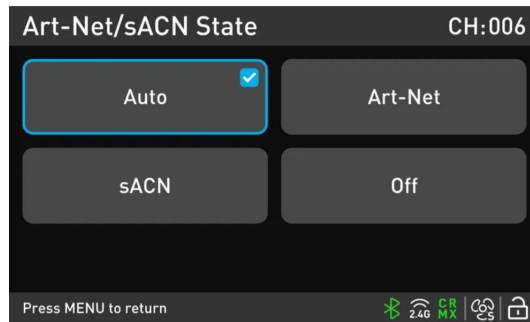 Art-Net/sACN State CH:006
Auto Art-Net
sACN Off
Press MENU to return 2.4G CR MX S